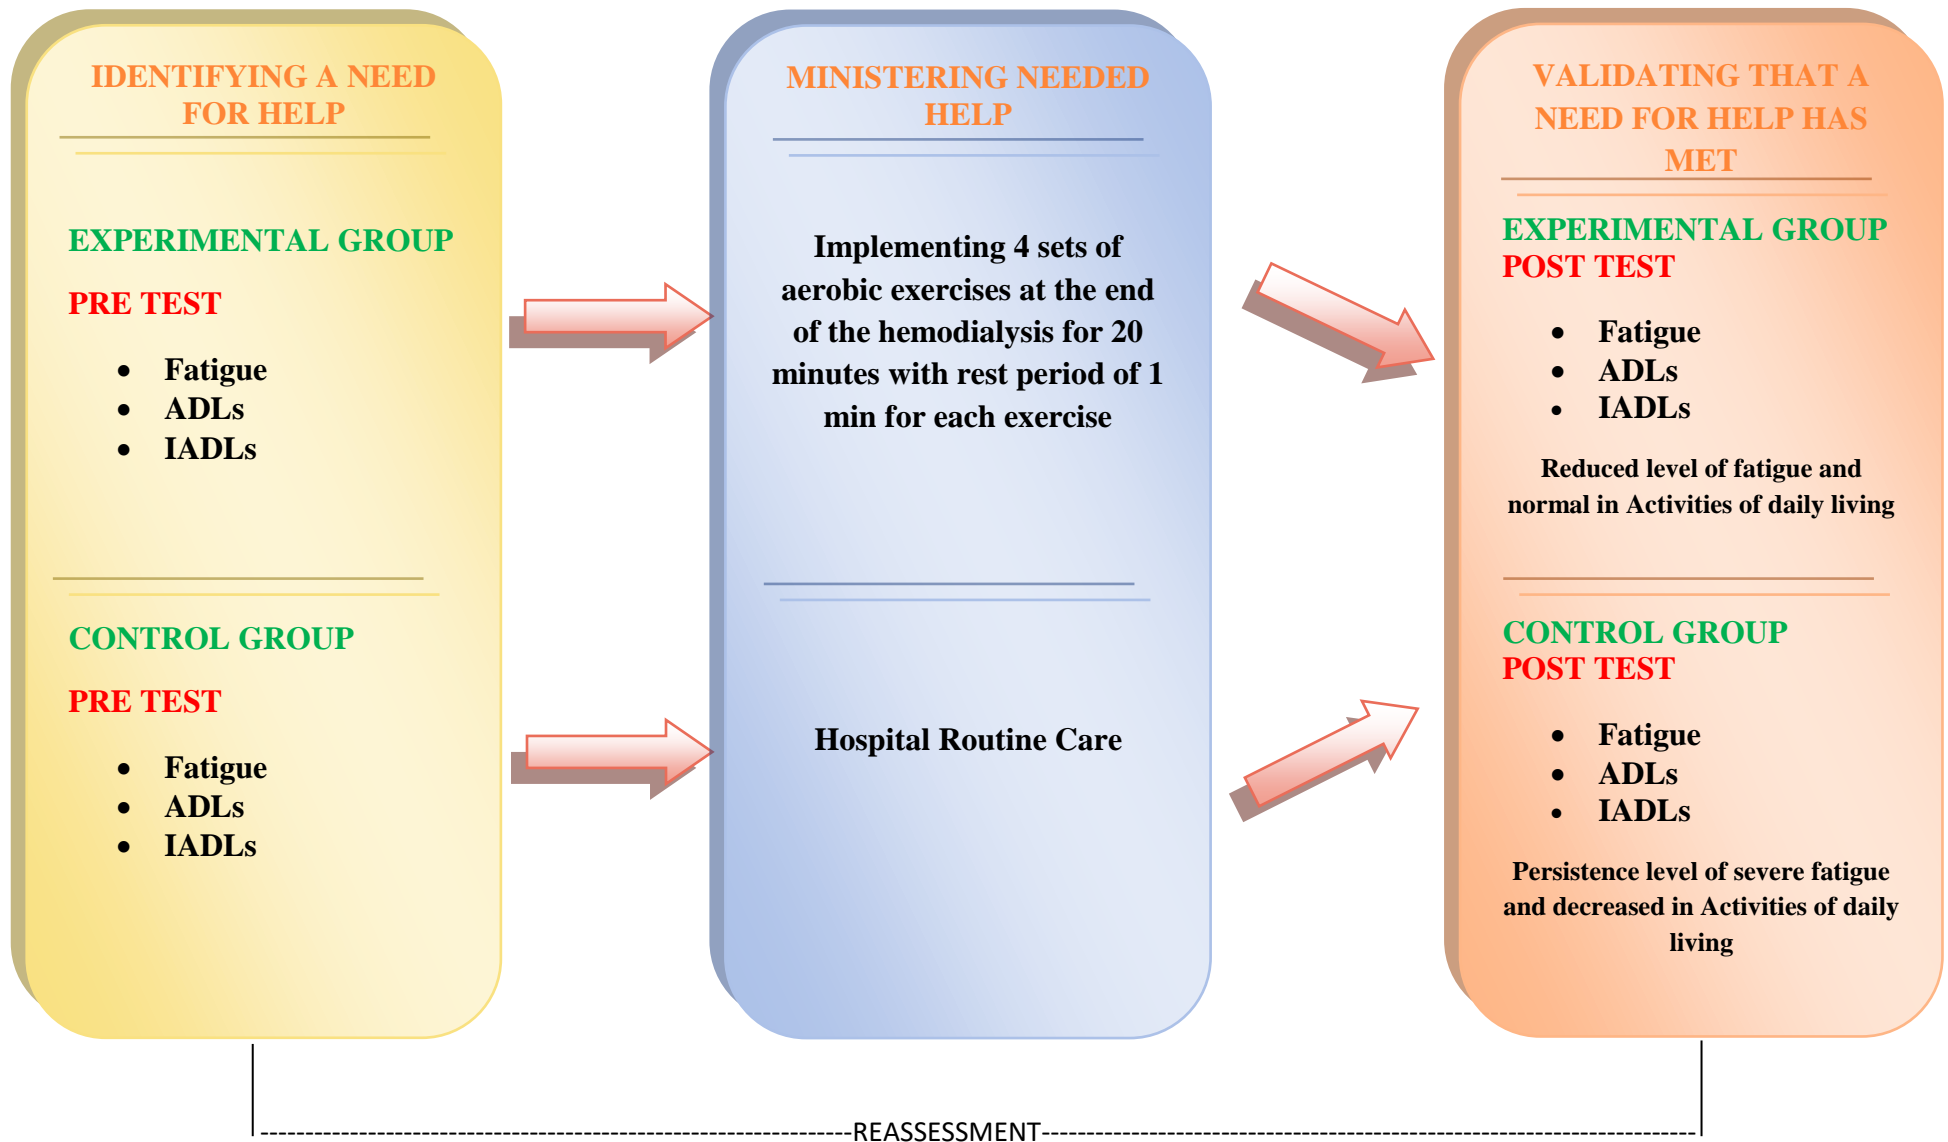 IDENTIFYING A NEED
FOR HELP
EXPERIMENTAL GROUP
PRE TEST
• Fatigue
• ADLs
• IADLs
CONTROL GROUP
PRE TEST
• Fatigue
• ADLs
• IADLs
MINISTERING NEEDED
HELP
Implementing 4 sets of
aerobic exercises at the end
of the hemodialysis for 20
minutes with rest period of 1
min for each exercise
Hospital Routine Care
VALIDATING THAT A
NEED FOR HELP HAS
MET
EXPERIMENTAL GROUP
POST TEST
• Fatigue
• ADLs
• IADLs
Reduced level of fatigue and
normal in Activities of daily living
CONTROL GROUP
POST TEST
• Fatigue
• ADLs
• IADLs
Persistence level of severe fatigue
and decreased in Activities of daily
living
REASSESSMENT